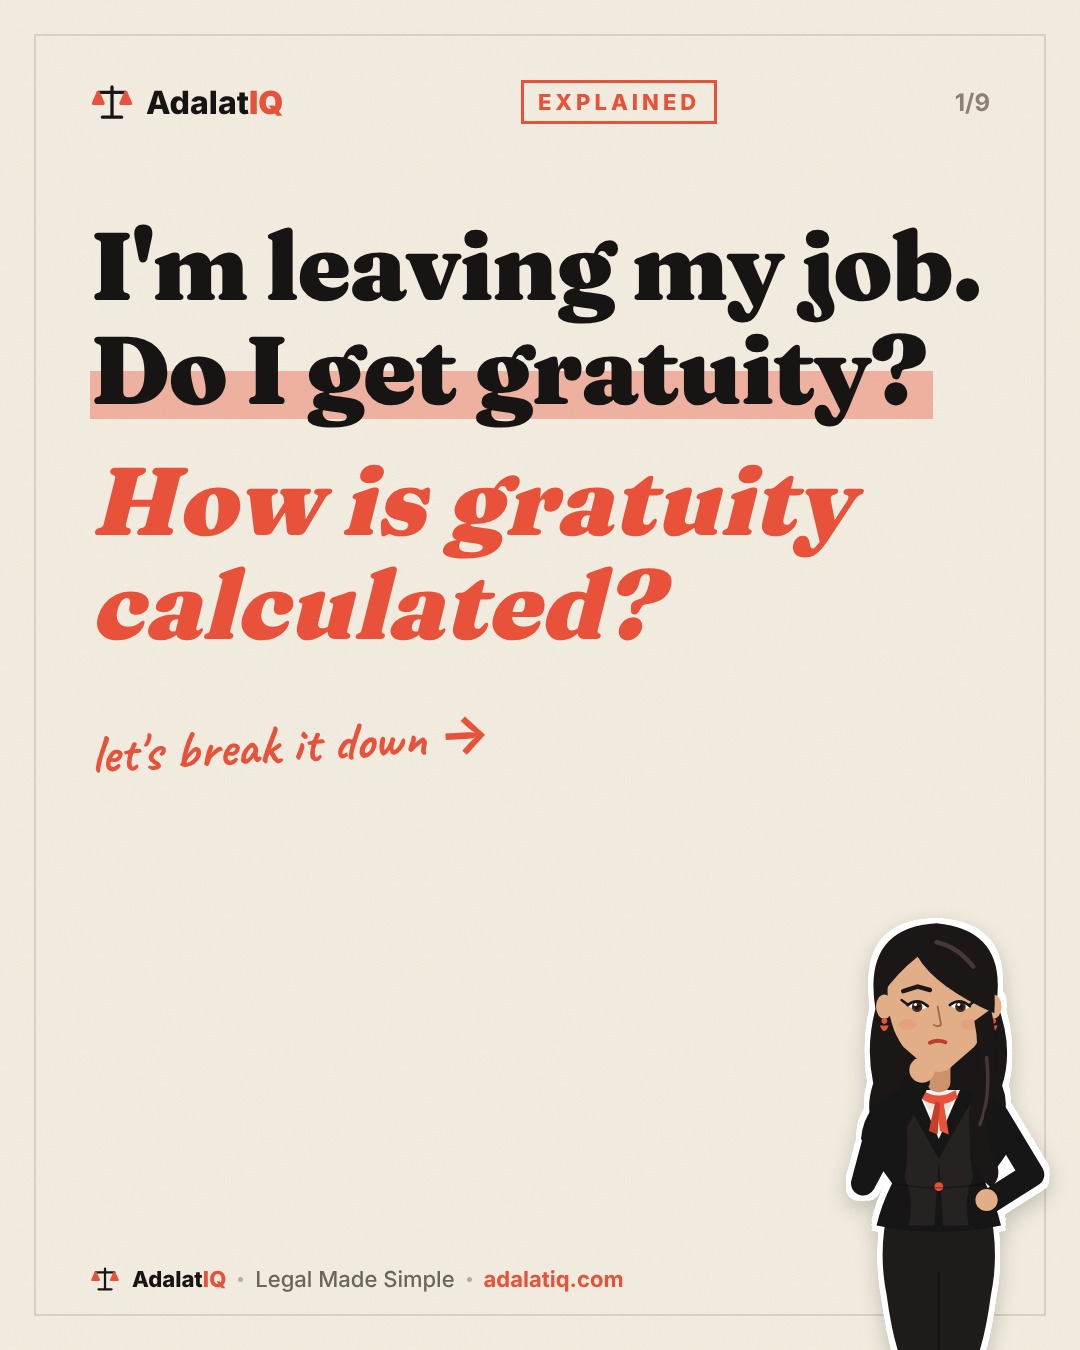 AdalatIQ
EXPLAINED
1/9
I'm leaving my job.
Do I get gratuity?
How is gratuity
calculated?
let's break it down →
AdalatIQ • Legal Made Simple • adalatiq.com